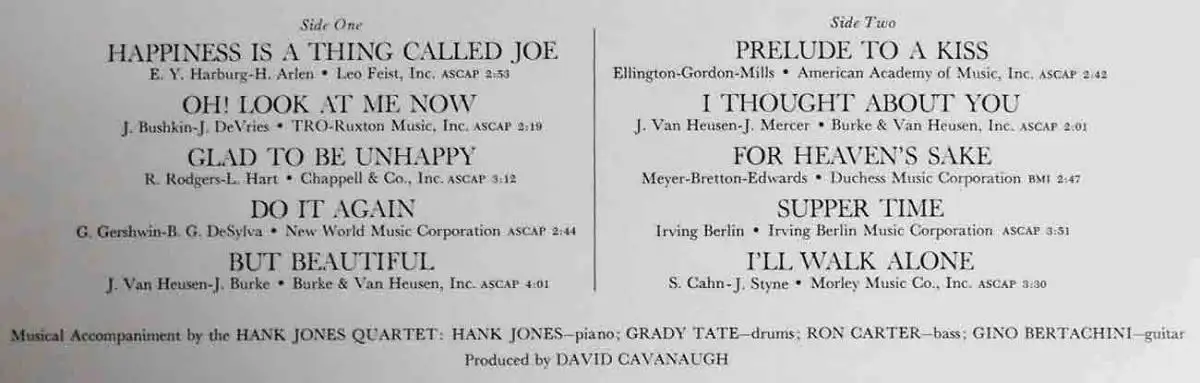 Side One
HAPPINESS IS A THING CALLED JOE
E. Y. Harburg-H. Arlen • Leo Feist, Inc. ASCAP 2:53
OH! LOOK AT ME NOW
J. Bushkin-J. DeVries • TRO-Ruxton Music, Inc. ASCAP 2:19
GLAD TO BE UNHAPPY
R. Rodgers-L. Hart • Chappell & Co., Inc. ASCAP 3:12
DO IT AGAIN
G. Gershwin-B. G. DeSylva • New World Music Corporation ASCAP 2:44
BUT BEAUTIFUL
J. Van Heusen-J. Burke • Burke & Van Heusen, Inc. ASCAP 4:01
Side Two
PRELUDE TO A KISS
Ellington-Gordon-Mills • American Academy of Music, Inc. ASCAP 2:42
I THOUGHT ABOUT YOU
J. Van Heusen-J. Mercer • Burke & Van Heusen, Inc. ASCAP 2:01
FOR HEAVEN'S SAKE
Meyer-Bretton-Edwards • Duchess Music Corporation BMI 2:47
SUPPER TIME
Irving Berlin • Irving Berlin Music Corporation ASCAP 3:51
I'LL WALK ALONE
S. Cahn-J. Styne • Morley Music Co., Inc. ASCAP 3:30
Musical Accompaniment by the HANK JONES QUARTET: HANK JONES—piano; GRADY TATE—drums; RON CARTER—bass; GINO BERTACHINI—guitar
Produced by DAVID CAVANAUGH